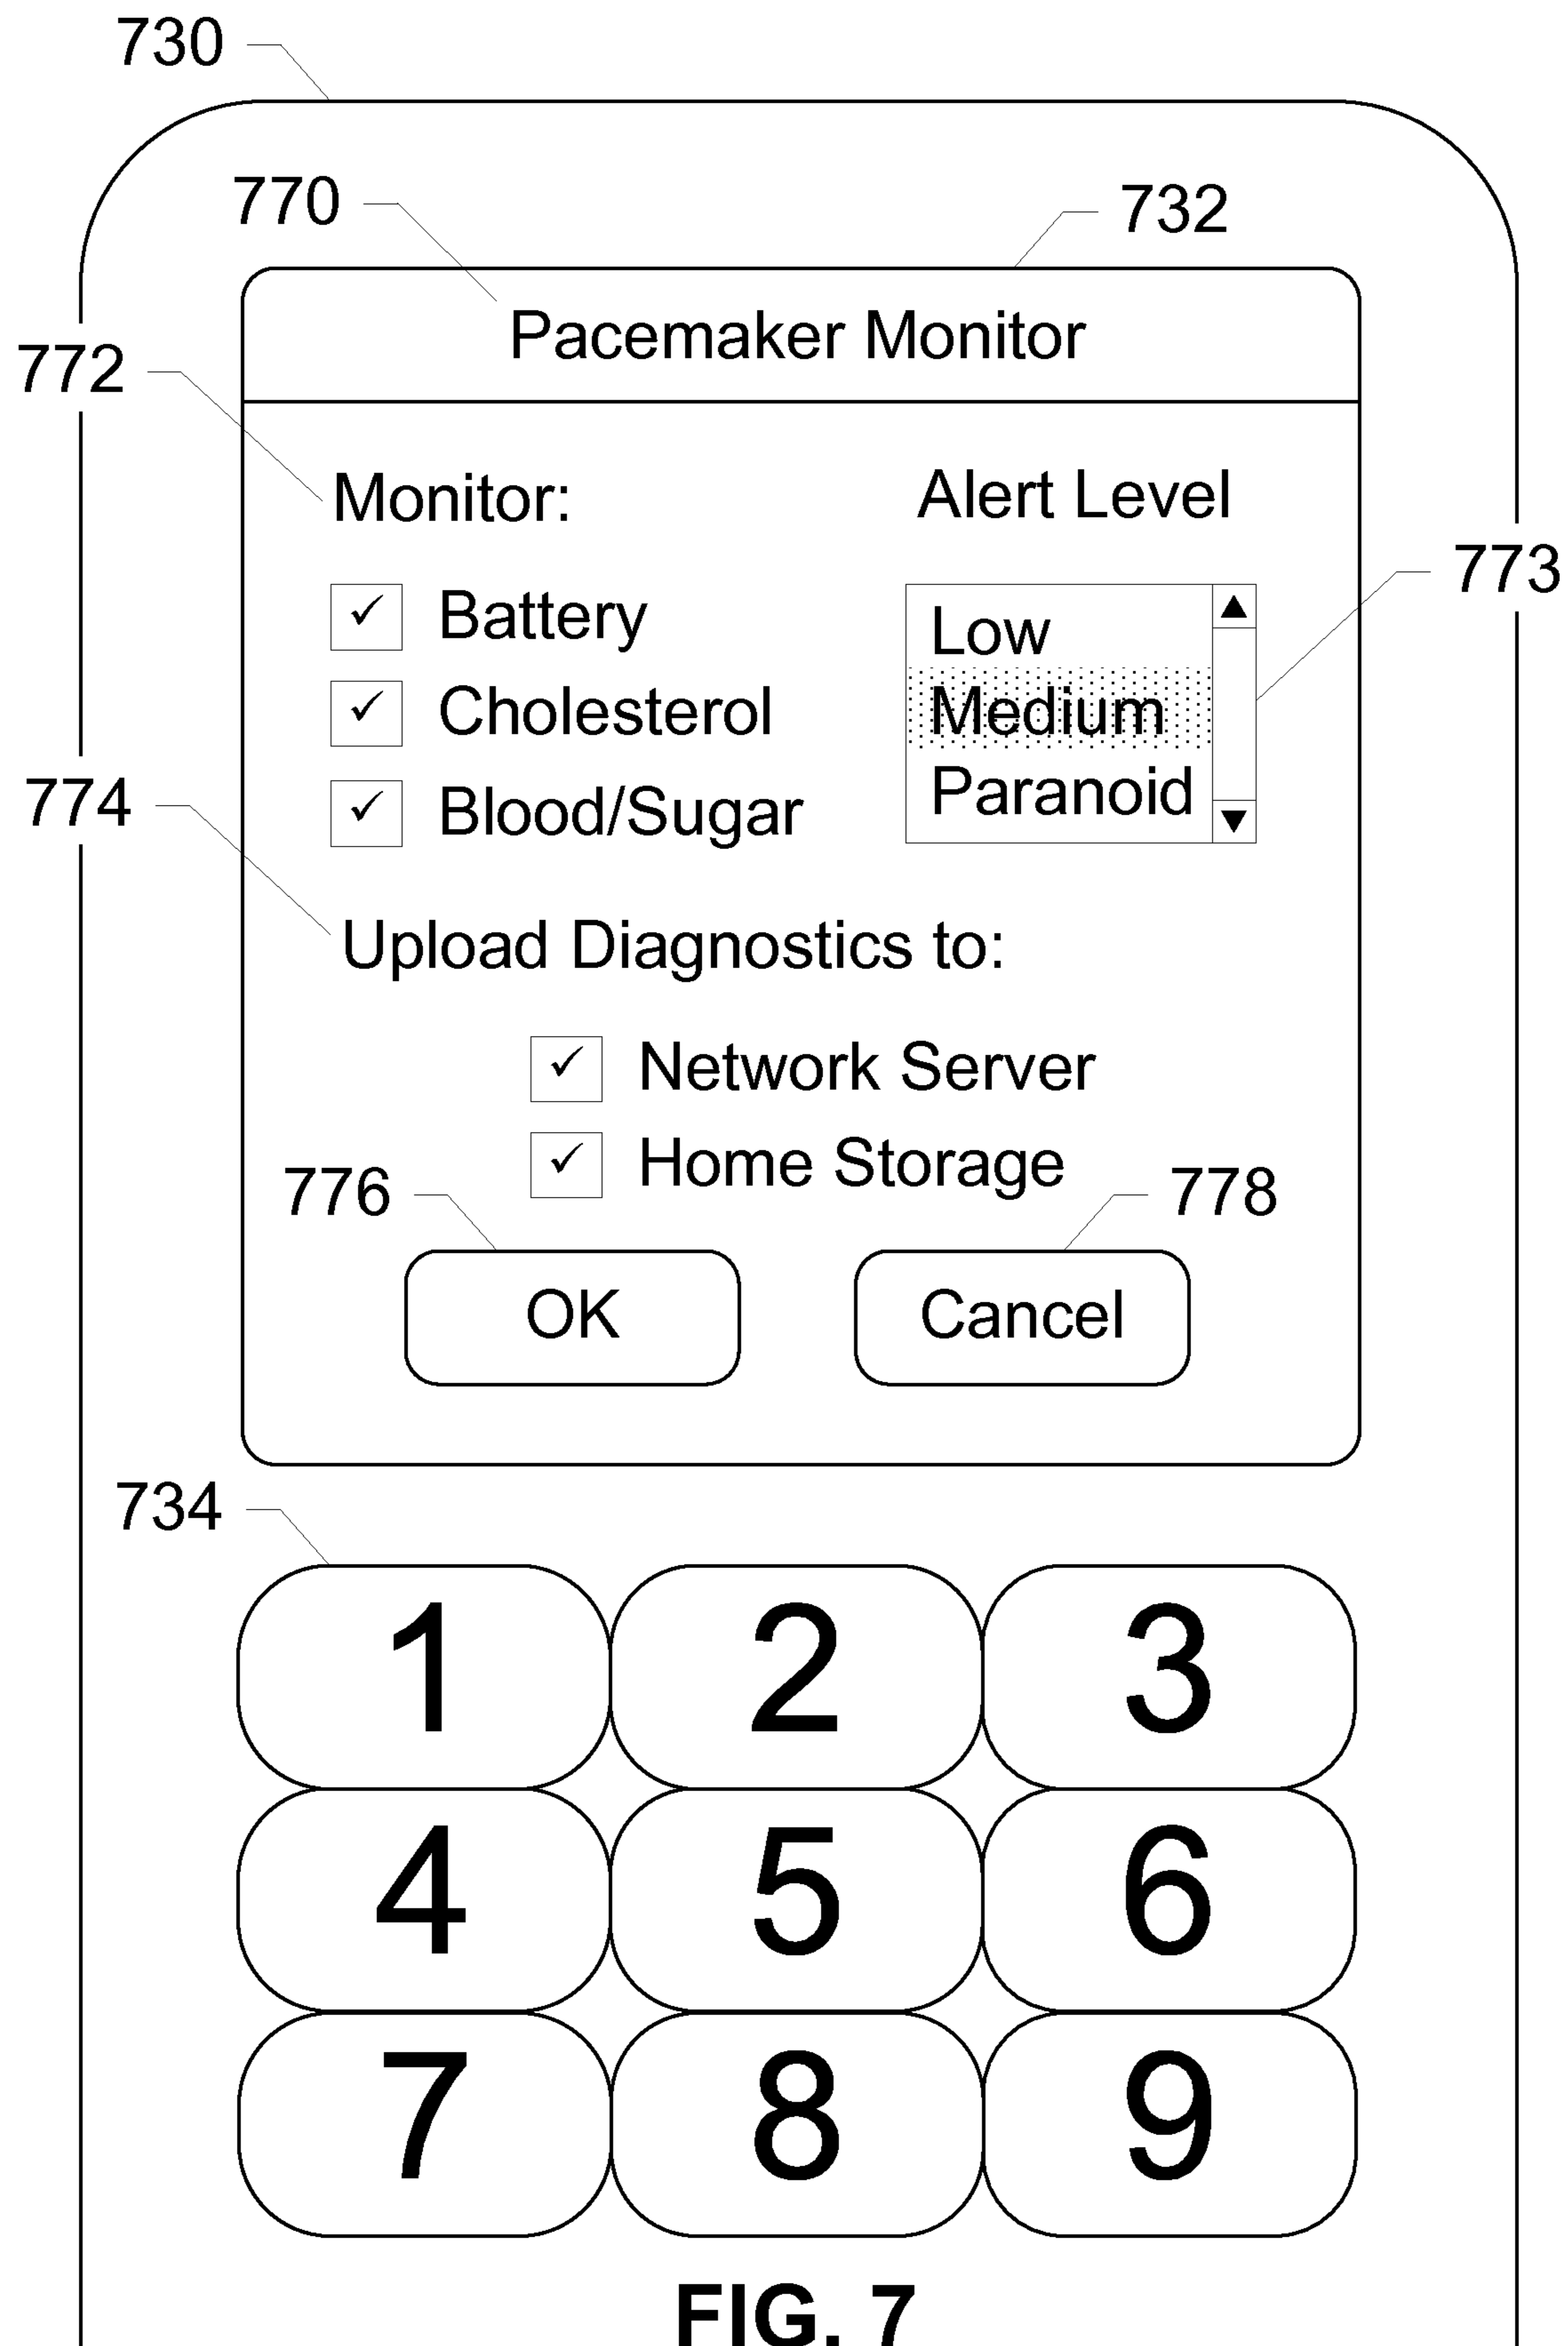 730
770
732
Pacemaker Monitor
772
Monitor:
Alert Level
773
✓ Battery
Low
✓ Cholesterol
Medium
✓ Blood/Sugar
Paranoid
774
Upload Diagnostics to:
✓ Network Server
✓ Home Storage
776
778
OK
Cancel
734
1 2 3
4 5 6
7 8 9
FIG. 7